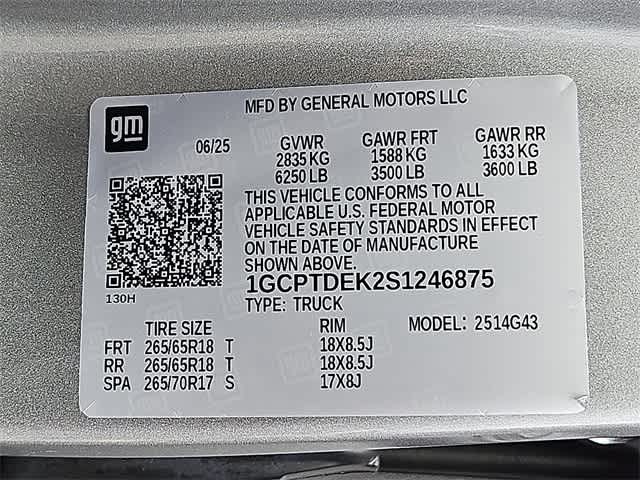 MFD BY GENERAL MOTORS LLC
gm
06/25 GVWR GAWR FRT GAWR RR
2835 KG 1588 KG 1633 KG
6250 LB 3500 LB 3600 LB
THIS VEHICLE CONFORMS TO ALL
APPLICABLE U.S. FEDERAL MOTOR
VEHICLE SAFETY STANDARDS IN EFFECT
ON THE DATE OF MANUFACTURE
SHOWN ABOVE.
1GCPTDEK2S1246875
130H
TYPE: TRUCK
TIRE SIZE RIM MODEL: 2514G43
FRT 265/65R18 T 18X8.5J
RR 265/65R18 T 18X8.5J
SPA 265/70R17 S 17X8J